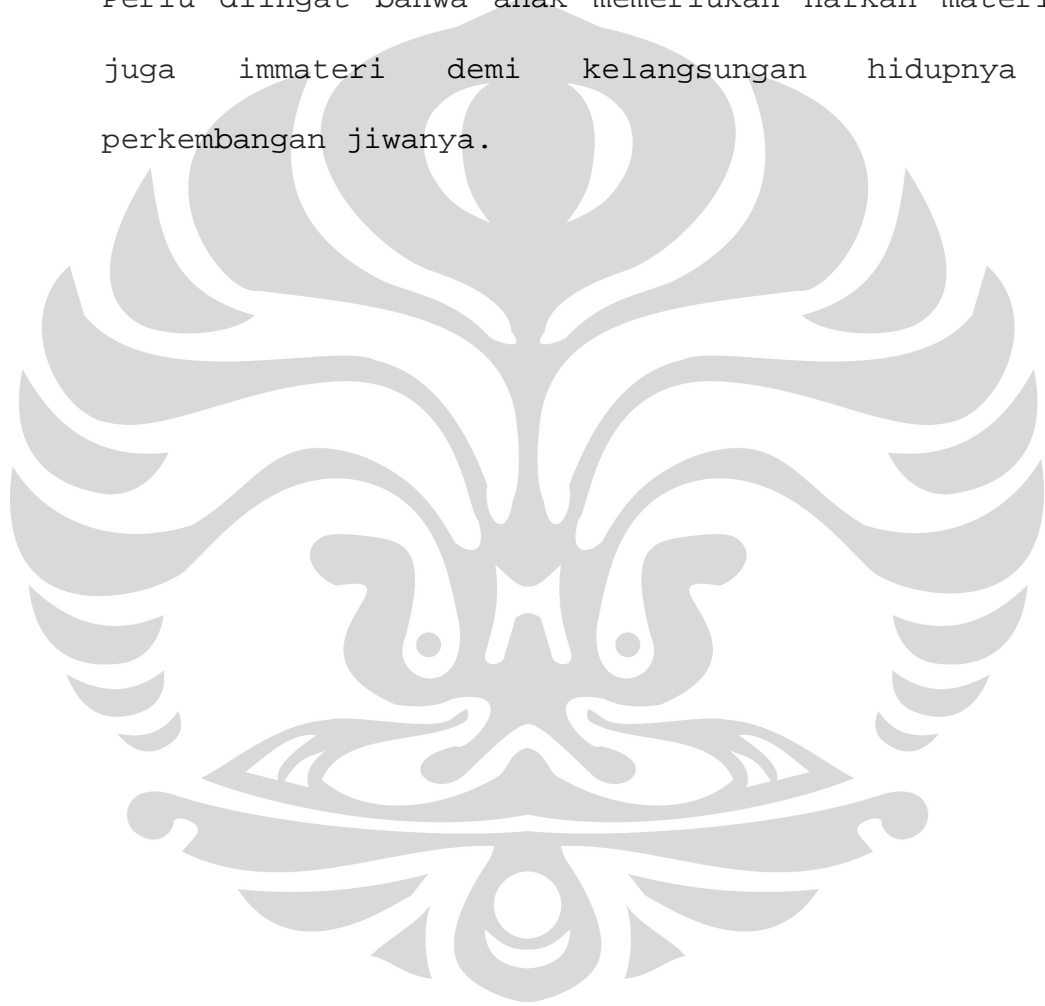 Perlu diingat bahwa anak memerlukan nafkah materi
juga immateri demi kelangsungan hidupnya
perkembangan jiwanya.